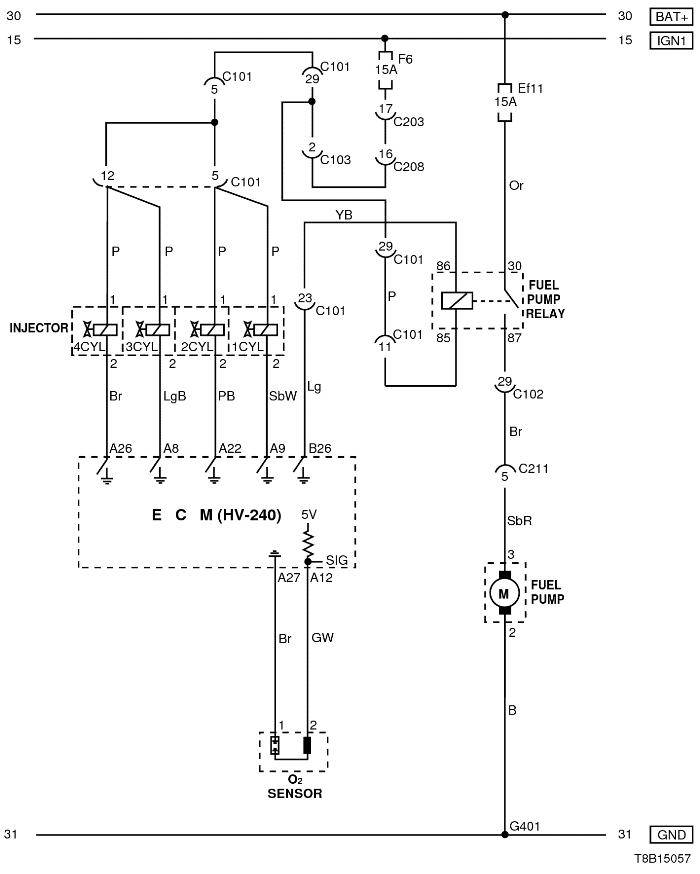 30 30 BAT+
15 15 IGN1
C101 C101 F6
5 29 15A Ef11
15A
17
C203
2 16
C103 C208
12 5 C101 Or
YB
29 86 30
P P P P C101
FUEL
PUMP
RELAY
23 P
1 1 1 1 C101
INJECTOR C101
4CYL 3CYL 2CYL 1CYL 11 85 87
2 2 2 2
29
Br LgB PB SbW Lg C102
Br
A26 A8 A22 A9 B26
C211
5
E C M (HV-240) 5V
SbR
SIG 3
A27 A12
M FUEL
PUMP
2
Br GW
B
1 2
O2
SENSOR
G401
31 31 GND
T8B15057